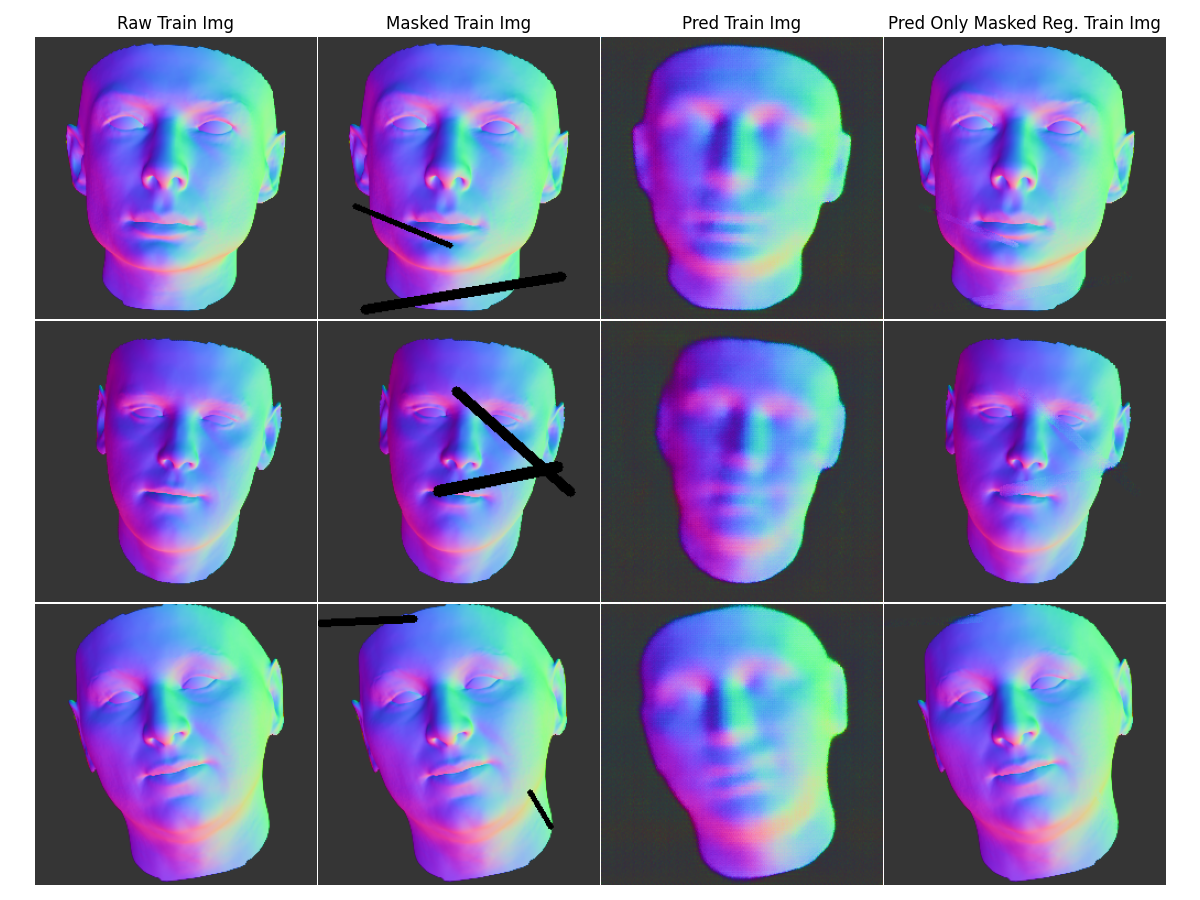 Raw Train Img
Masked Train Img
Pred Train Img
Pred Only Masked Reg. Train Img